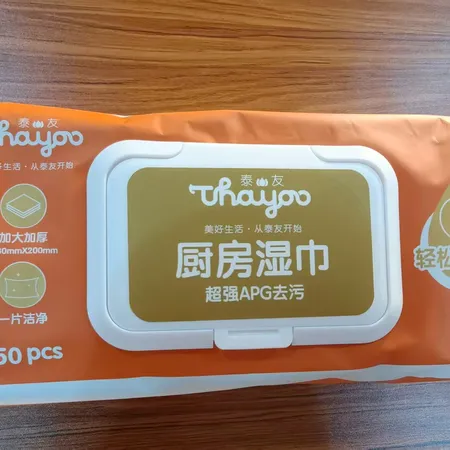 泰友
Thayoo
好生活·从泰友开始
加大加厚
0mmX200mm
一片洁净
50 pcs
泰友
Thayoo
美好生活·从泰友开始
厨房湿巾
超强APG去污
轻松